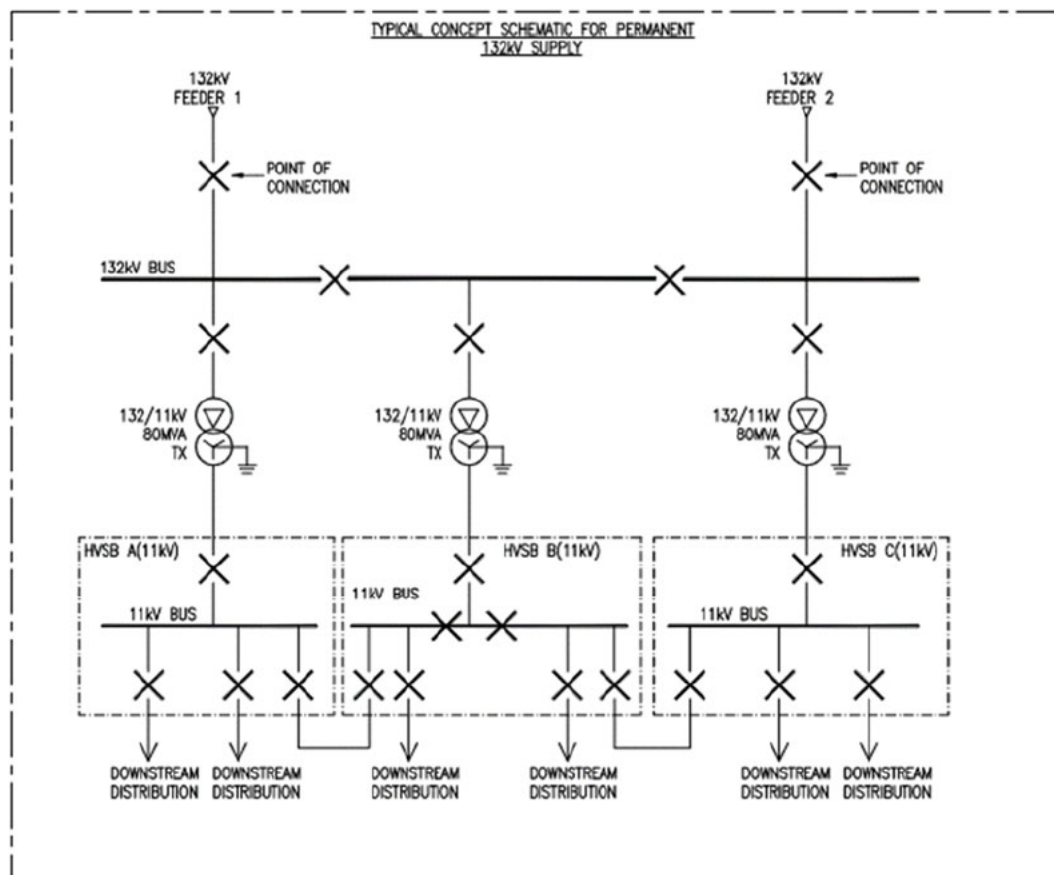 TYPICAL CONCEPT SCHEMATIC FOR PERMANENT
132kV SUPPLY
132kV
FEEDER 1
132kV
FEEDER 2
POINT OF
CONNECTION
POINT OF
CONNECTION
132kV BUS
132/11kV
80MVA
TX
132/11kV
80MVA
TX
132/11kV
80MVA
TX
HVSB A(11kV)
HVSB B(11kV)
HVSB C(11kV)
11kV BUS
11kV BUS
11kV BUS
DOWNSTREAM
DISTRIBUTION
DOWNSTREAM
DISTRIBUTION
DOWNSTREAM
DISTRIBUTION
DOWNSTREAM
DISTRIBUTION
DOWNSTREAM
DISTRIBUTION
DOWNSTREAM
DISTRIBUTION